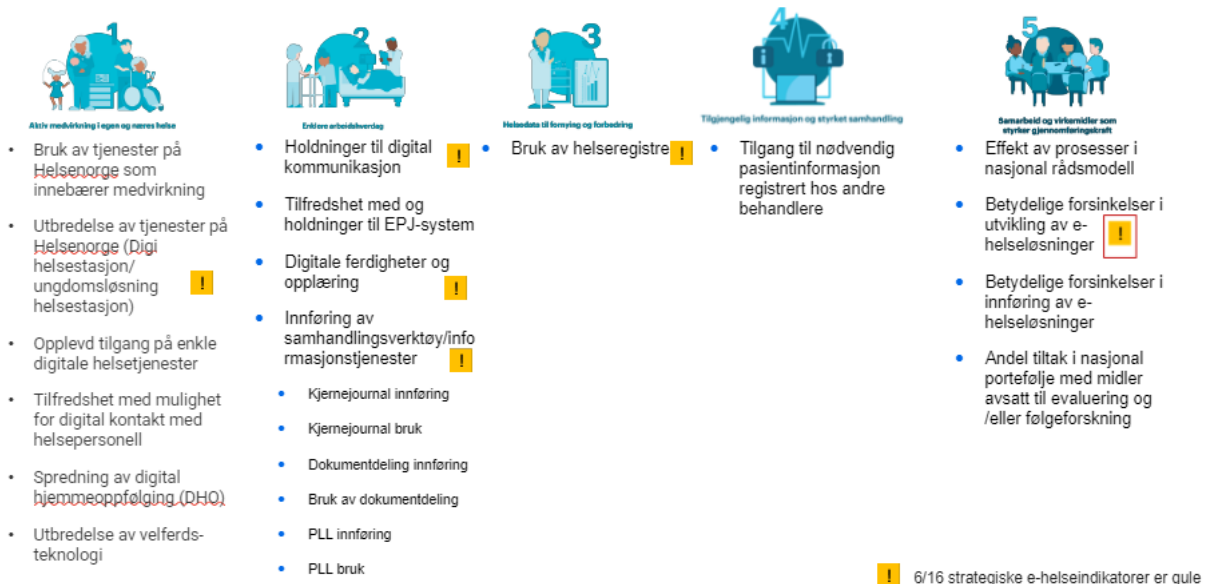 1
Aktiv medvirkning i egen og næres helse
• Bruk av tjenester på
Helsenorge som
innebærer medvirkning
• Utbredelse av tjenester på
Helsenorge (Digi
helsestasjon/
ungdomsløsning
helsestasjon)
!
• Opplevd tilgang på enkle
digitale helsetjenester
• Tilfredshet med mulighet
for digital kontakt med
helsepersonell
• Spredning av digital
hjemmeoppfølging (DHO)
• Utbredelse av velferds-
teknologi
2
Enklere arbeidshverdag
• Holdninger til digital
kommunikasjon
!
• Tilfredshet med og
holdninger til EPJ-system
• Digitale ferdigheter og
opplæring
!
• Innføring av
samhandlingsverktøy/info
rmasjonstjenester
!
• Kjernejournal innføring
• Kjernejournal bruk
• Dokumentdeling innføring
• Bruk av dokumentdeling
• PLL innføring
• PLL bruk
3
Helsedata til fornying og forbedring
• Bruk av helseregistre
!
4
Tilgjengelig informasjon og styrket samhandling
• Tilgang til nødvendig
pasientinformasjon
registrert hos andre
behandlere
5
Samarbeid og virkemidler som
styrker gjennomføringskraft
• Effekt av prosesser i
nasjonal rådsmodell
• Betydelige forsinkelser i
utvikling av e-
helseløsninger
!
• Betydelige forsinkelser i
innføring av e-
helseløsninger
• Andel tiltak i nasjonal
portefølje med midler
avsatt til evaluering og
/eller følgeforskning
! 6/16 strategiske e-helseindikatorer er gule